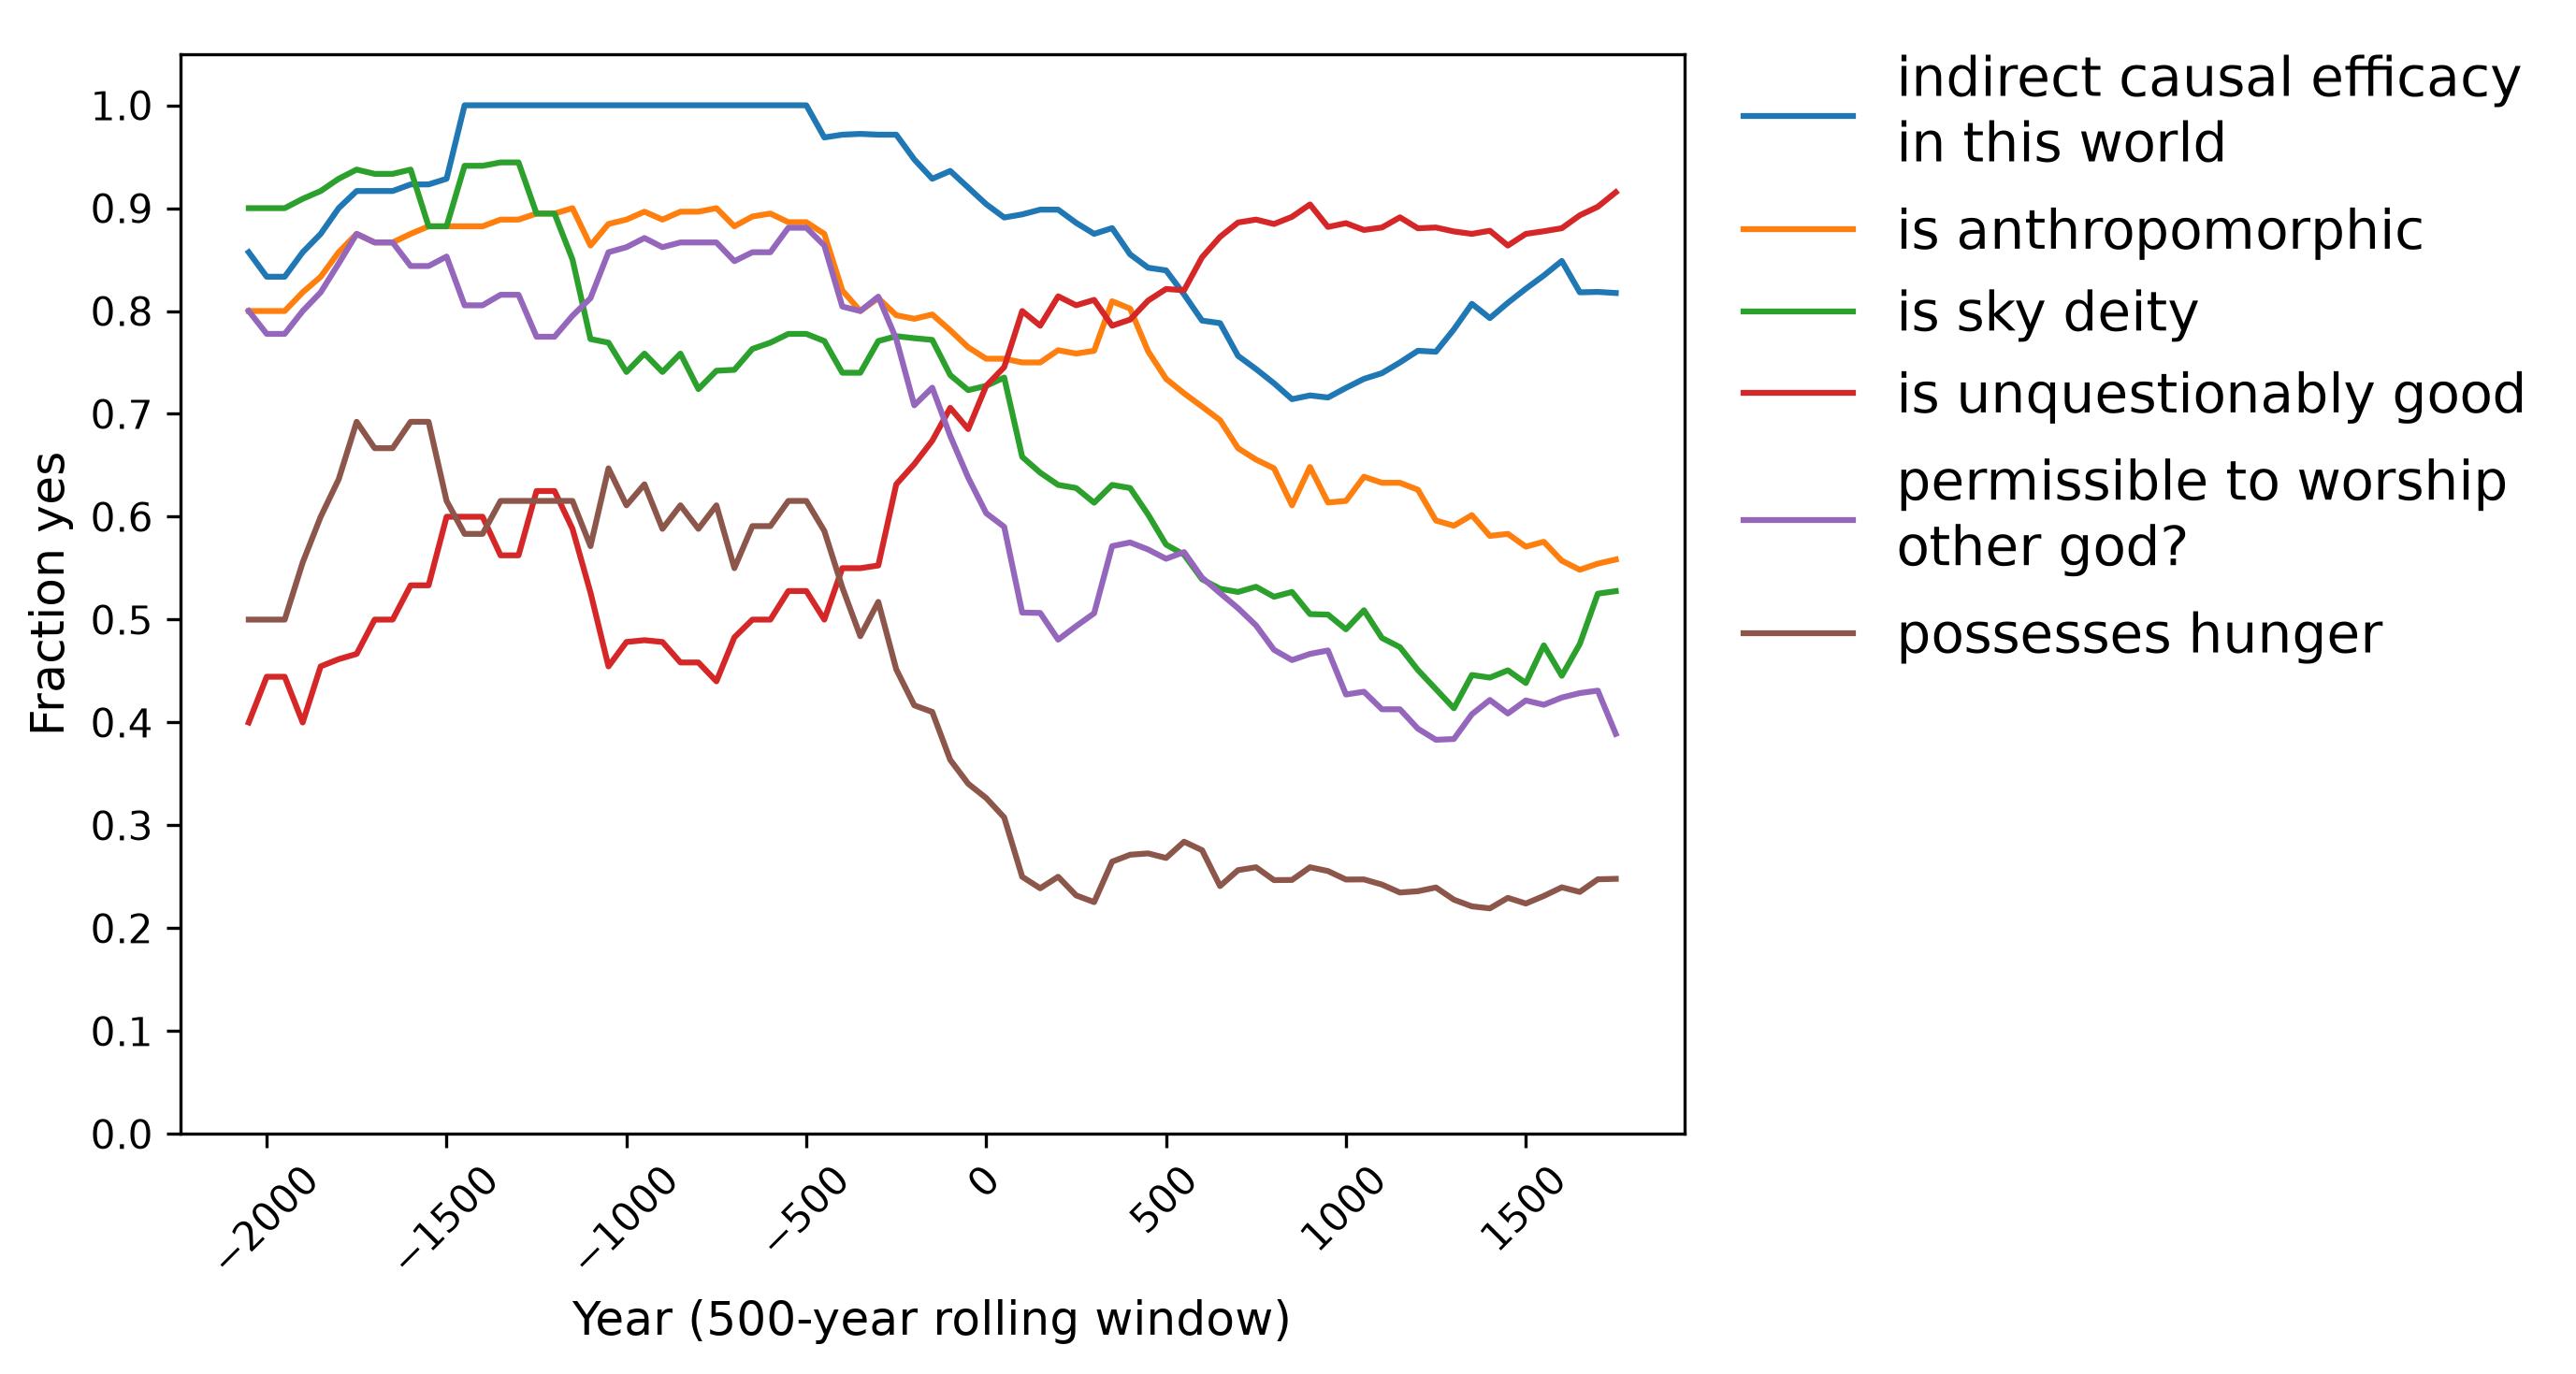 indirect causal efficacy
in this world
is anthropomorphic
is sky deity
is unquestionably good
permissible to worship
other god?
possesses hunger
Fraction yes
1.0
0.9
0.8
0.7
0.6
0.5
0.4
0.3
0.2
0.1
0.0
−2000
−1500
−1000
−500
0
500
1000
1500
Year (500-year rolling window)